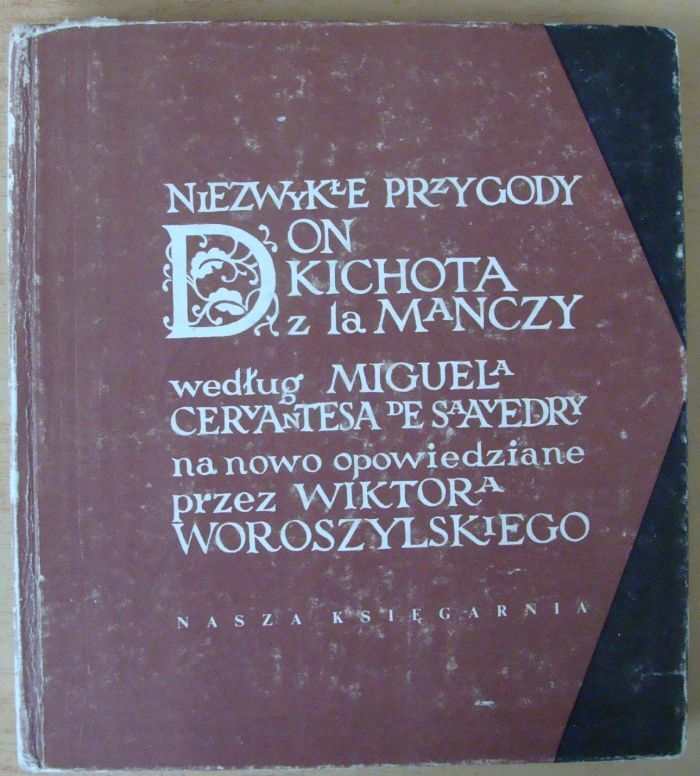 NIEZWYKŁE PRZYGODY
DON
KICHOTA
z la MANCZY
według MIGUELA
CERVANTESA DE SAAVEDRY
na nowo opowiedziane
przez WIKTORA
WOROSZYLSKIEGO
NASZA KSIĘGARNIA